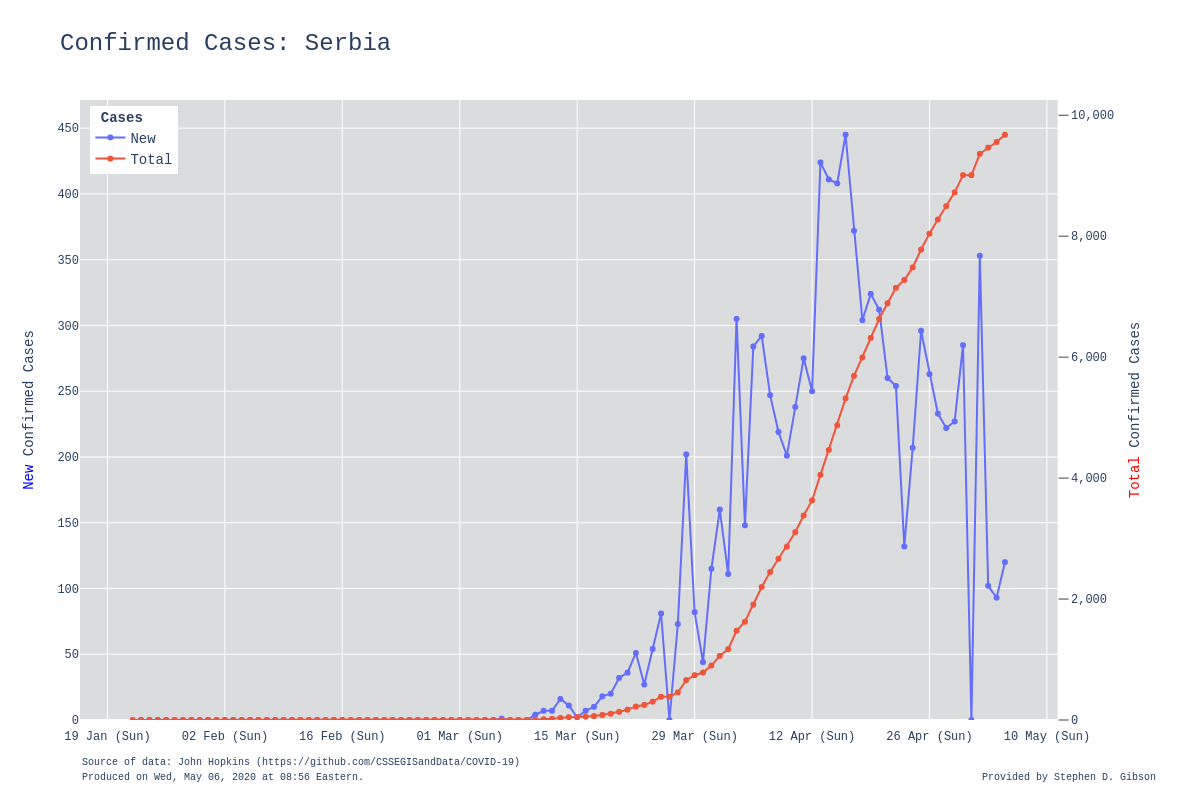 Confirmed Cases: Serbia
Cases
New
Total
450
400
350
300
250
200
150
100
50
0
10,000
8,000
6,000
4,000
2,000
0
New Confirmed Cases
Total Confirmed Cases
19 Jan (Sun) 02 Feb (Sun) 16 Feb (Sun) 01 Mar (Sun) 15 Mar (Sun) 29 Mar (Sun) 12 Apr (Sun) 26 Apr (Sun) 10 May (Sun)
Source of data: John Hopkins (https://github.com/CSSEGISandData/COVID-19)
Produced on Wed, May 06, 2020 at 08:56 Eastern.
Provided by Stephen D. Gibson